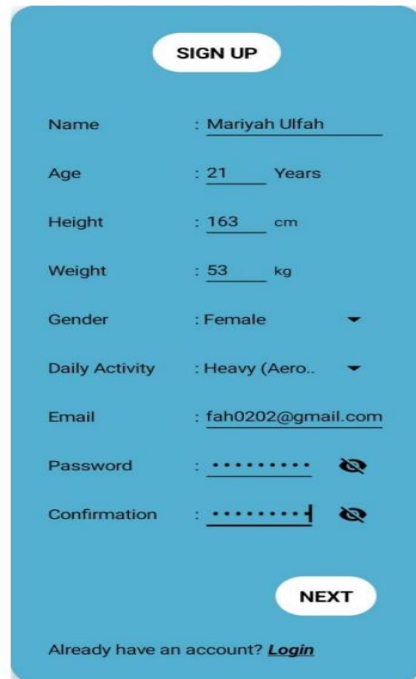 SIGN UP
Name : Mariyah Ulfah
Age : 21 Years
Height : 163 cm
Weight : 53 kg
Gender : Female
Daily Activity : Heavy (Aero..
Email : fah0202@gmail.com
Password : •••••••••
Confirmation : •••••••••
NEXT
Already have an account? Login